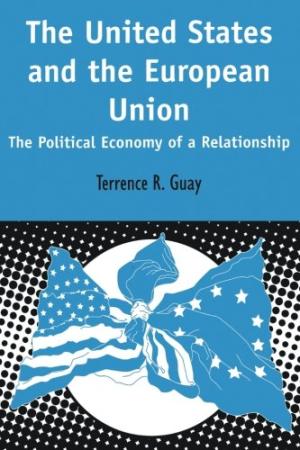 The United States
and the European
Union
The Political Economy of a Relationship
Terrence R. Guay